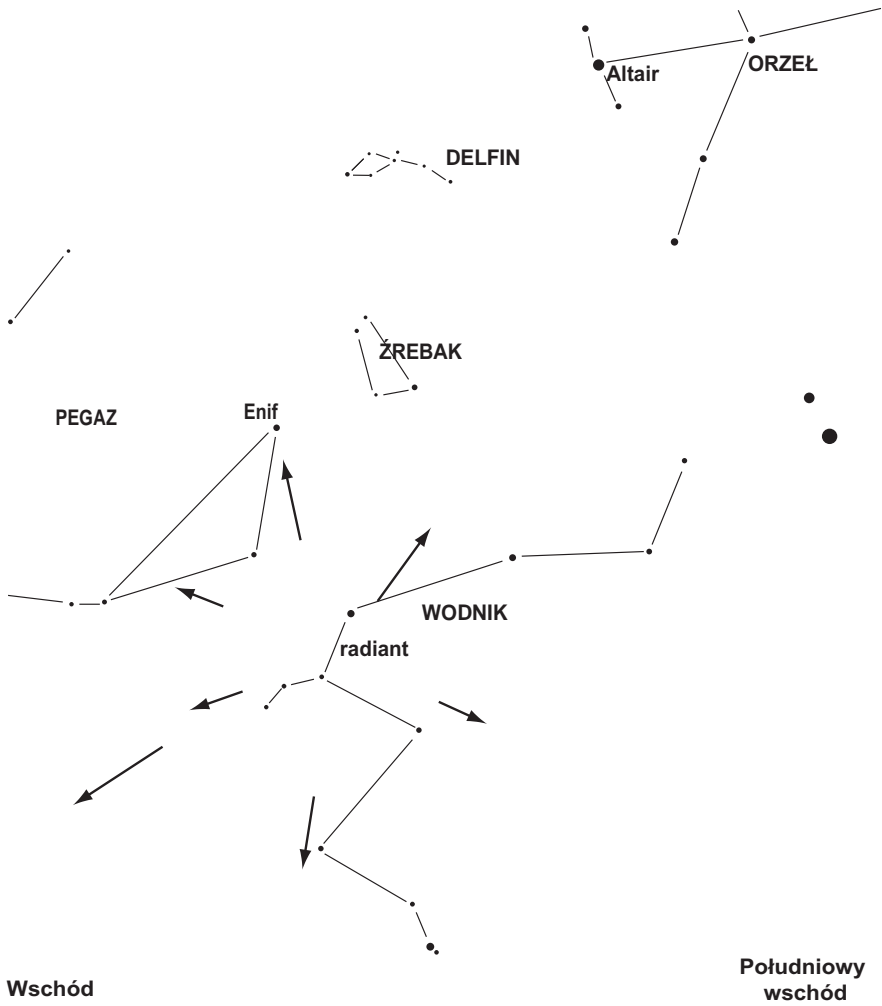 Altair
ORZEŁ
DELFIN
ŹREBAK
PEGAZ
Enif
WODNIK
radiant
Wschód
Południowy
wschód